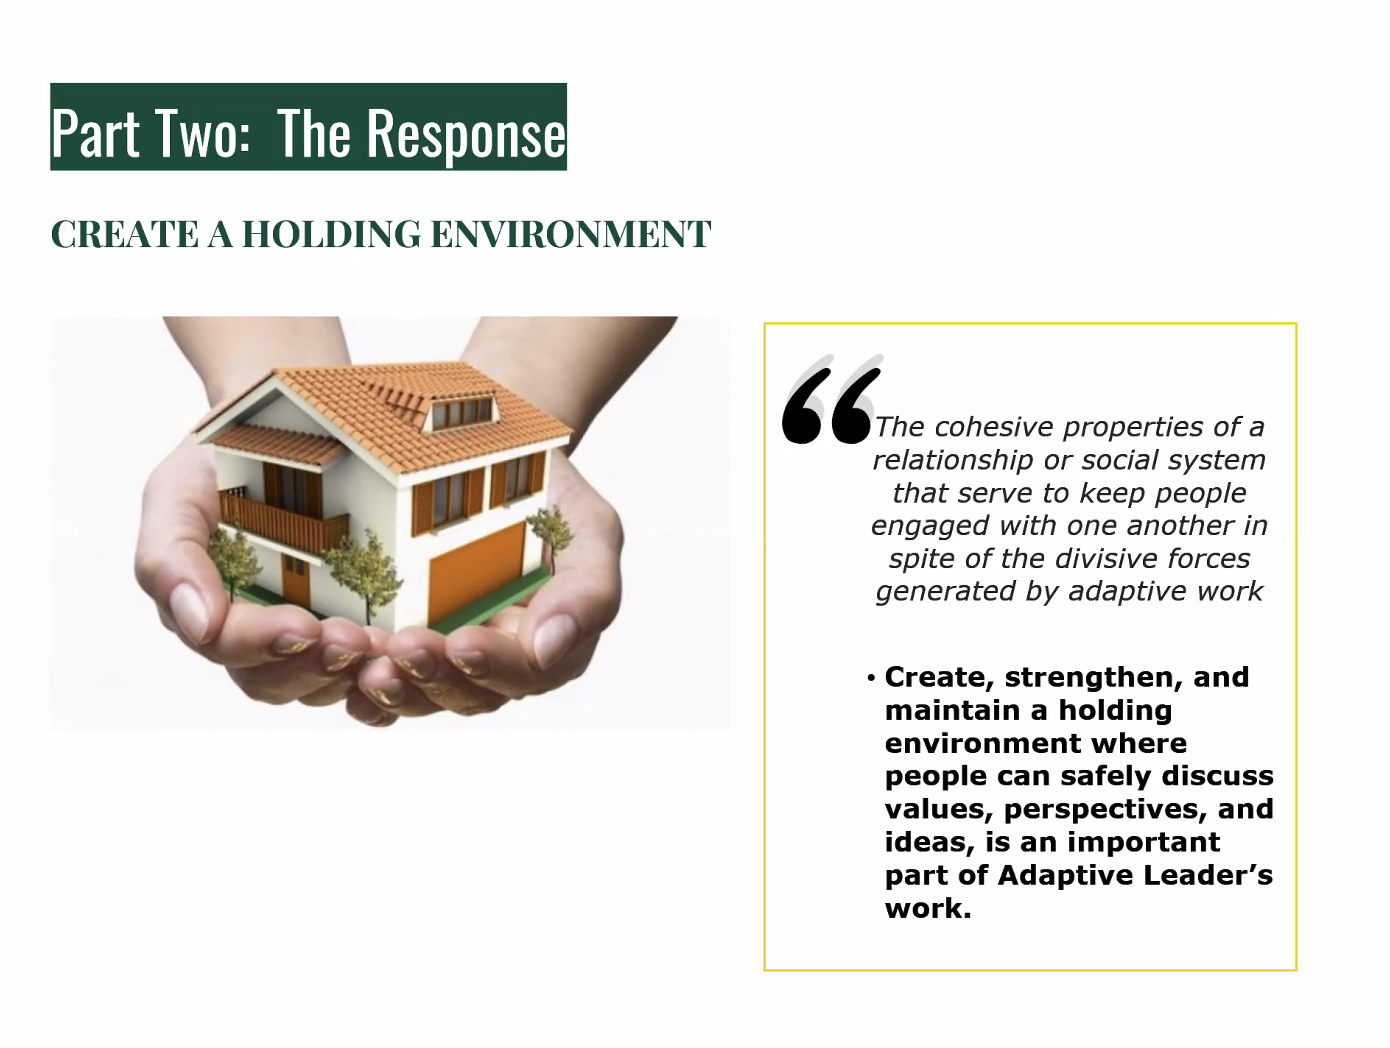 Part Two:  The Response
CREATE A HOLDING ENVIRONMENT
“
The cohesive properties of a
relationship or social system
that serve to keep people
engaged with one another in
spite of the divisive forces
generated by adaptive work
• Create, strengthen, and
maintain a holding
environment where
people can safely discuss
values, perspectives, and
ideas, is an important
part of Adaptive Leader’s
work.